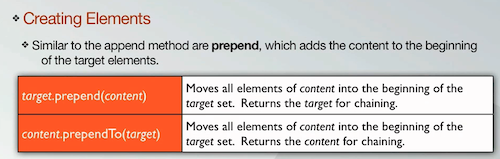 Creating Elements
Similar to the append method are prepend, which adds the content to the beginning
of the target elements.
target.prepend(content)
Moves all elements of content into the beginning of the
target set. Returns the target for chaining.
content.prependTo(target)
Moves all elements of content into the beginning of the
target set. Returns the content for chaining.